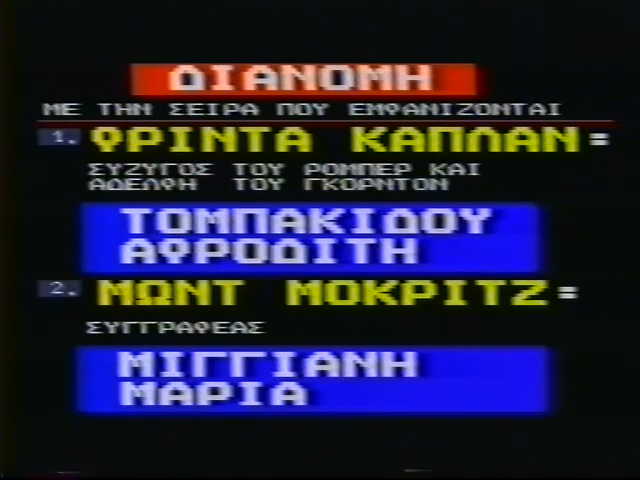 ΔΙΑΝΟΜΗ
ΜΕ ΤΗΝ ΣΕΙΡΑ ΠΟΥ ΕΜΦΑΝΙΖΟΝΤΑΙ
1. ΦΡΙΝΤΑ ΚΑΠΛΑΝ=
ΣΥΖΥΓΟΣ ΤΟΥ ΡΟΜΠΕΡ ΚΑΙ
ΑΔΕΛΦΗ ΤΟΥ ΓΚΟΡΝΤΟΝ
ΤΟΜΠΑΚΙΔΟΥ
ΑΦΡΟΔΙΤΗ
2. ΜΩΝΤ ΜΟΚΡΙΤΖ=
ΣΥΓΓΡΑΦΕΑΣ
ΜΙΓΓΙΑΝΗ
ΜΑΡΙΑ